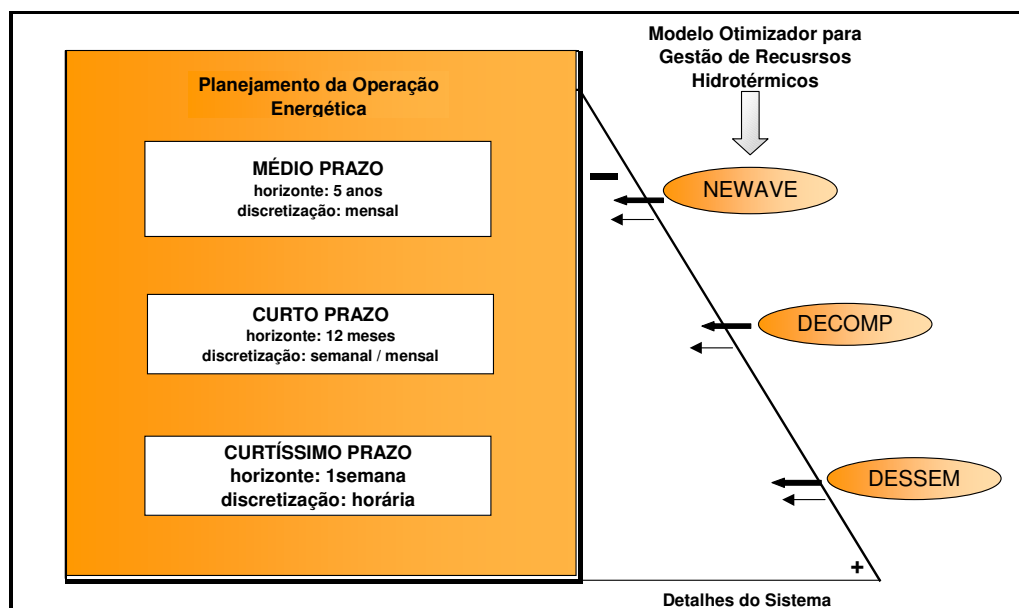 Planejamento da Operação
Energética
MÉDIO PRAZO
horizonte: 5 anos
discretização: mensal
CURTO PRAZO
horizonte: 12 meses
discretização: semanal / mensal
CURTÍSSIMO PRAZO
horizonte: 1semana
discretização: horária
Modelo Otimizador para
Gestão de Recusrsos
Hidrotérmicos
NEWAVE
DECOMP
DESSEM
+
Detalhes do Sistema